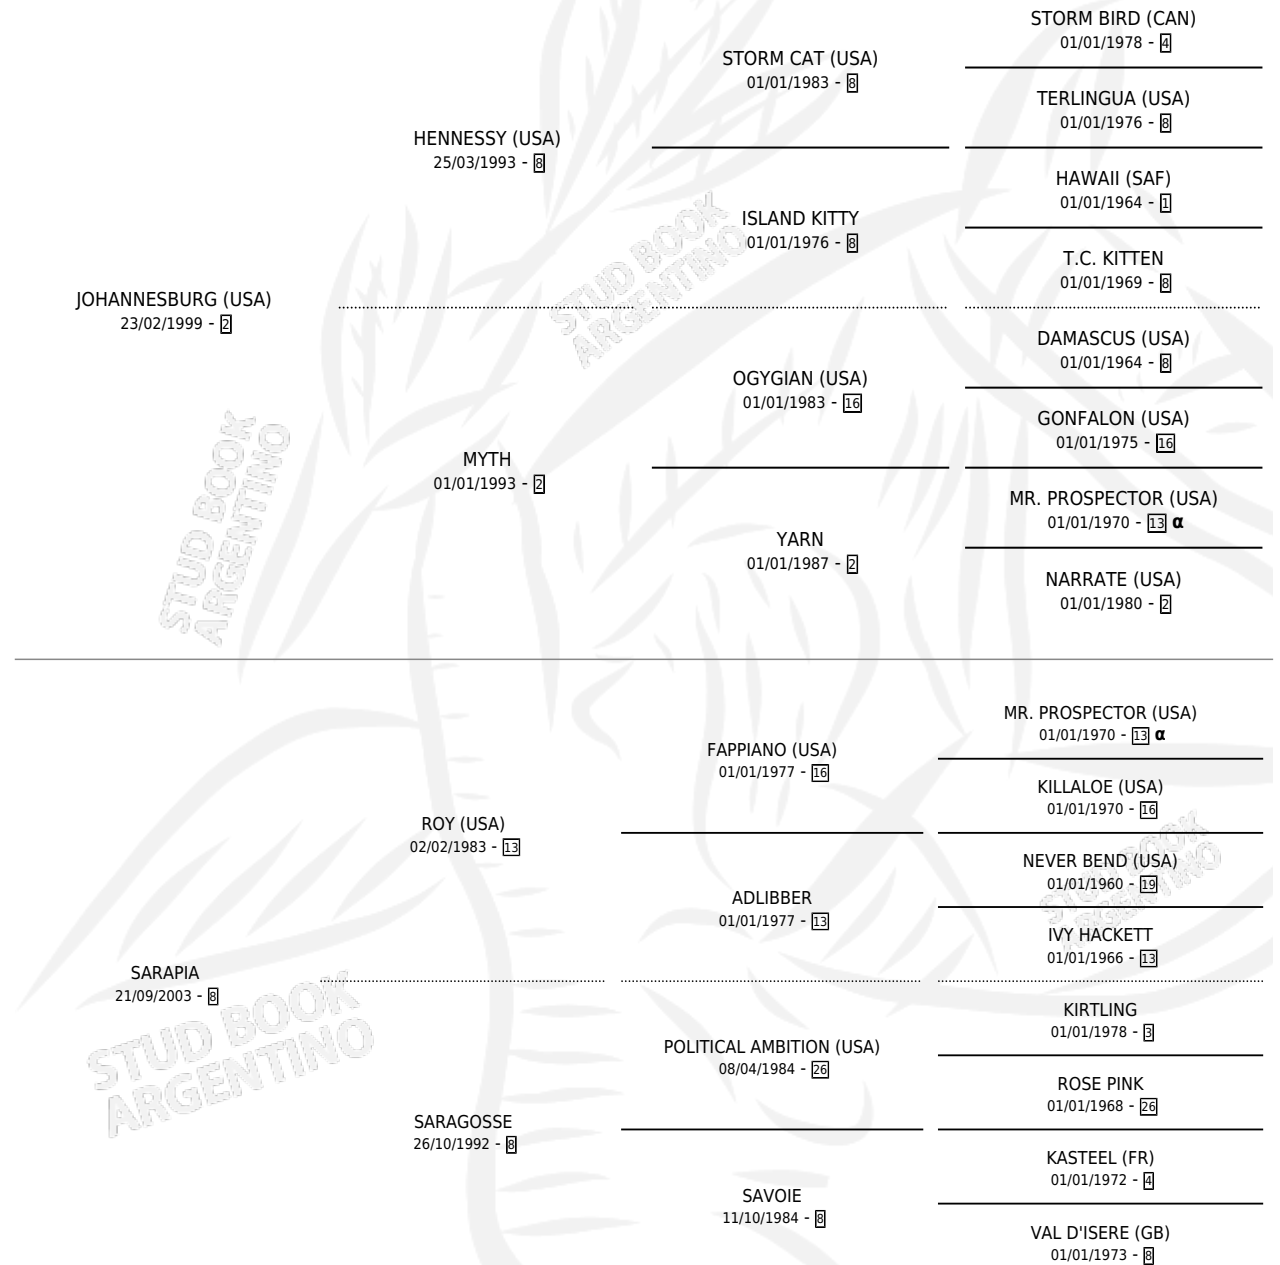 STORM BIRD (CAN)
01/01/1978 - 4
STORM CAT (USA)
01/01/1983 - 8
TERLINGUA (USA)
01/01/1976 - 8
HENNESSY (USA)
25/03/1993 - 8
HAWAII (SAF)
01/01/1964 - 1
ISLAND KITTY
01/01/1976 - 8
T.C. KITTEN
01/01/1969 - 8
JOHANNESBURG (USA)
23/02/1999 - 2
DAMASCUS (USA)
01/01/1964 - 8
OGYGIAN (USA)
01/01/1983 - 16
GONFALON (USA)
01/01/1975 - 16
MYTH
01/01/1993 - 2
MR. PROSPECTOR (USA)
01/01/1970 - 13 α
YARN
01/01/1987 - 2
NARRATE (USA)
01/01/1980 - 2
MR. PROSPECTOR (USA)
01/01/1970 - 13 α
FAPPIANO (USA)
01/01/1977 - 16
KILLALOE (USA)
01/01/1970 - 16
ROY (USA)
02/02/1983 - 13
NEVER BEND (USA)
01/01/1960 - 19
ADLIBBER
01/01/1977 - 13
IVY HACKETT
01/01/1966 - 13
SARAPIA
21/09/2003 - 8
KIRTLING
01/01/1978 - 3
POLITICAL AMBITION (USA)
08/04/1984 - 26
ROSE PINK
01/01/1968 - 26
SARAGOSSE
26/10/1992 - 8
KASTEEL (FR)
01/01/1972 - 4
SAVOIE
11/10/1984 - 8
VAL D'ISERE (GB)
01/01/1973 - 8
STUD BOOK
ARGENTINO
STUD BOOK
ARGENTINO
STUD BOOK
ARGENTINO
STUD BOOK
ARGENTINO